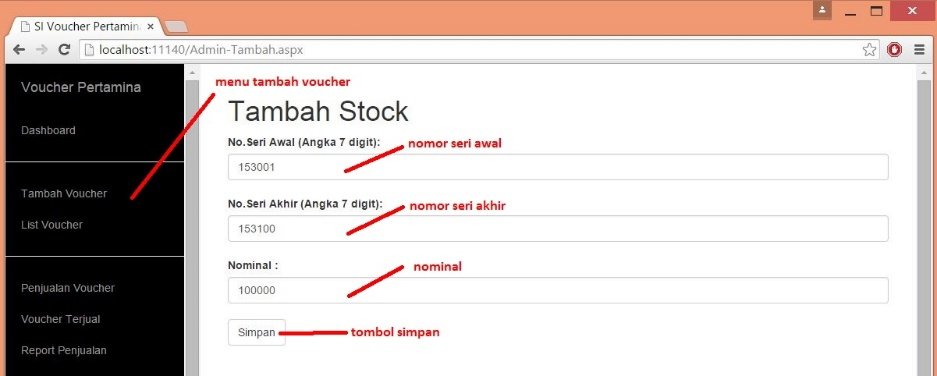 SI Voucher Pertamina
localhost:11140/Admin-Tambah.aspx
Voucher Pertamina
Dashboard
Tambah Voucher
List Voucher
Penjualan Voucher
Voucher Terjual
Report Penjualan
menu tambah voucher
Tambah Stock
No.Seri Awal (Angka 7 digit):
nomor seri awal
153001
No.Seri Akhir (Angka 7 digit):
nomor seri akhir
153100
Nominal :
nominal
100000
Simpan
tombol simpan